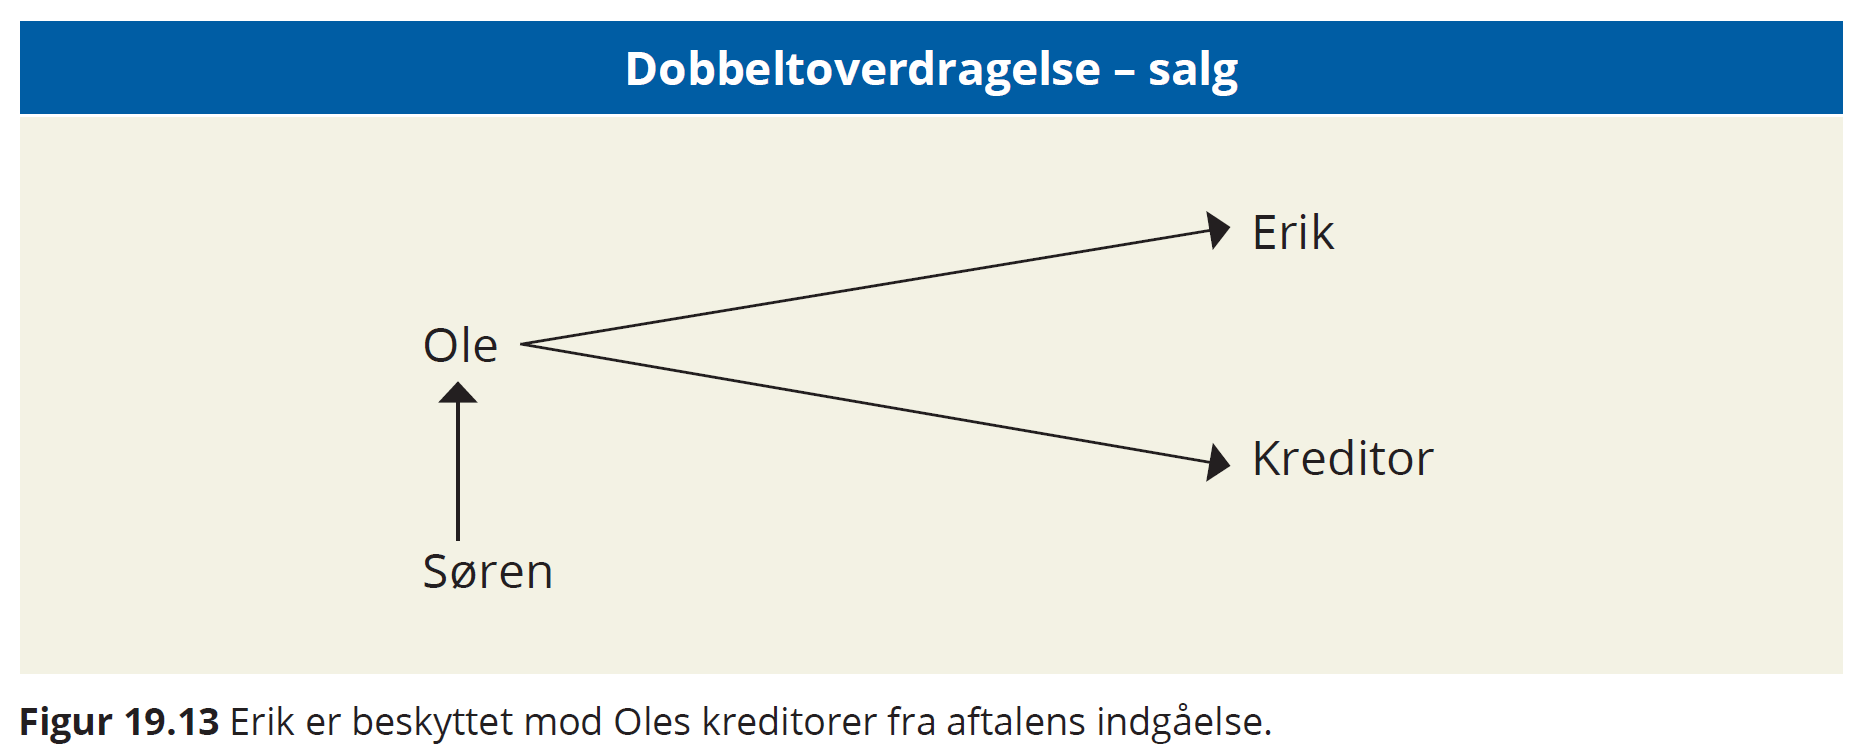 Dobbeltoverdragelse – salg
Erik
Ole
Kreditor
Søren
Figur 19.13 Erik er beskyttet mod Oles kreditorer fra aftalens indgåelse.